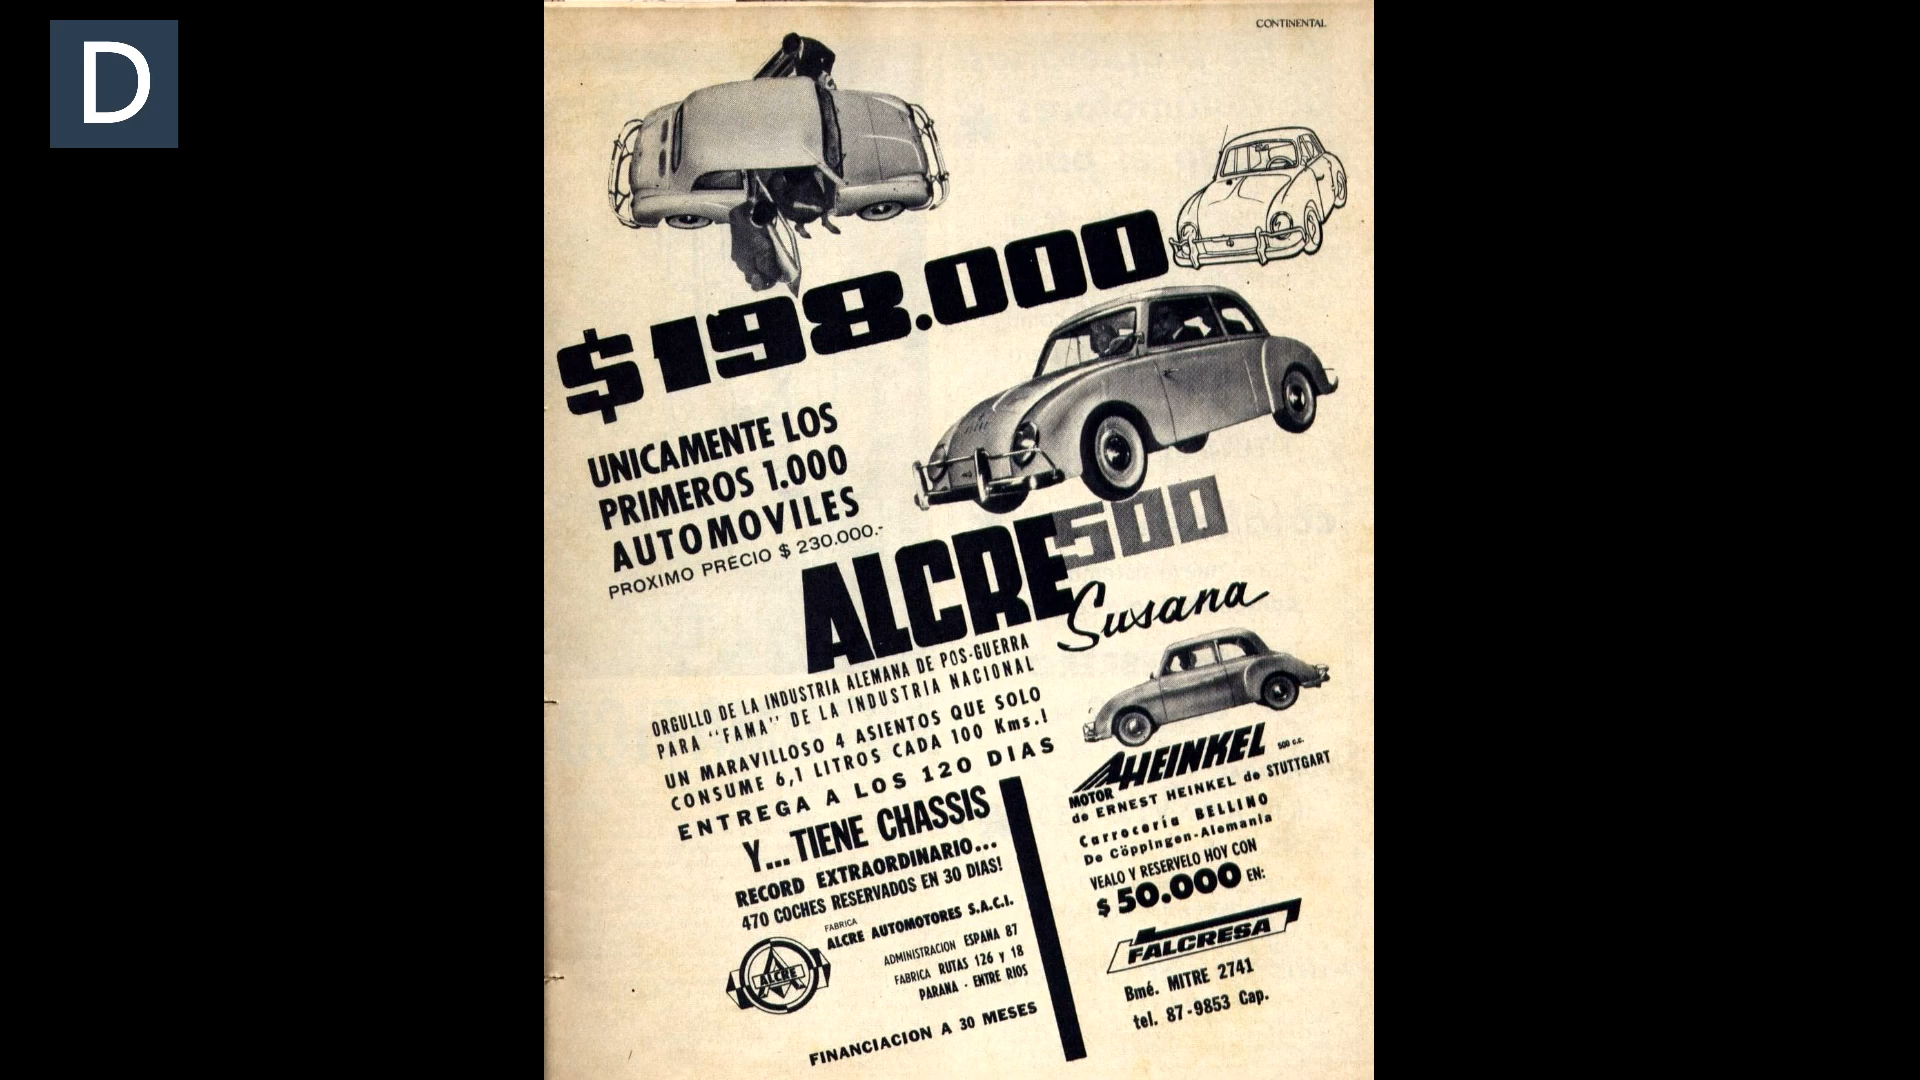 D
CONTINENTAL
$198.000
UNICAMENTE LOS
PRIMEROS 1.000
AUTOMOVILES
PROXIMO PRECIO $ 230.000.-
ALCRE 500
Susana
ORGULLO DE LA INDUSTRIA ALEMANA DE POS-GUERRA
PARA "FAMA" DE LA INDUSTRIA NACIONAL
UN MARAVILLOSO 4 ASIENTOS QUE SOLO
CONSUME 6,1 LITROS CADA 100 Kms.!
ENTREGA A LOS 120 DIAS
Y... TIENE CHASSIS
RECORD EXTRAORDINARIO...
470 COCHES RESERVADOS EN 30 DIAS!
FABRICA
ALCRE AUTOMOTORES S.A.C.I.
ADMINISTRACION ESPAÑA 87
FABRICA RUTAS 126 y 18
PARANA - ENTRE RIOS
ALCRE
FINANCIACION A 30 MESES
MOTOR HEINKEL 500 c.c.
de ERNEST HEINKEL de STUTTGART
Carrocería BELLINO
De Cöppingen-Alemania
VEALO Y RESERVELO HOY CON
$ 50.000 EN:
FALCRESA
Bmé. MITRE 2741
tel. 87-9853 Cap.